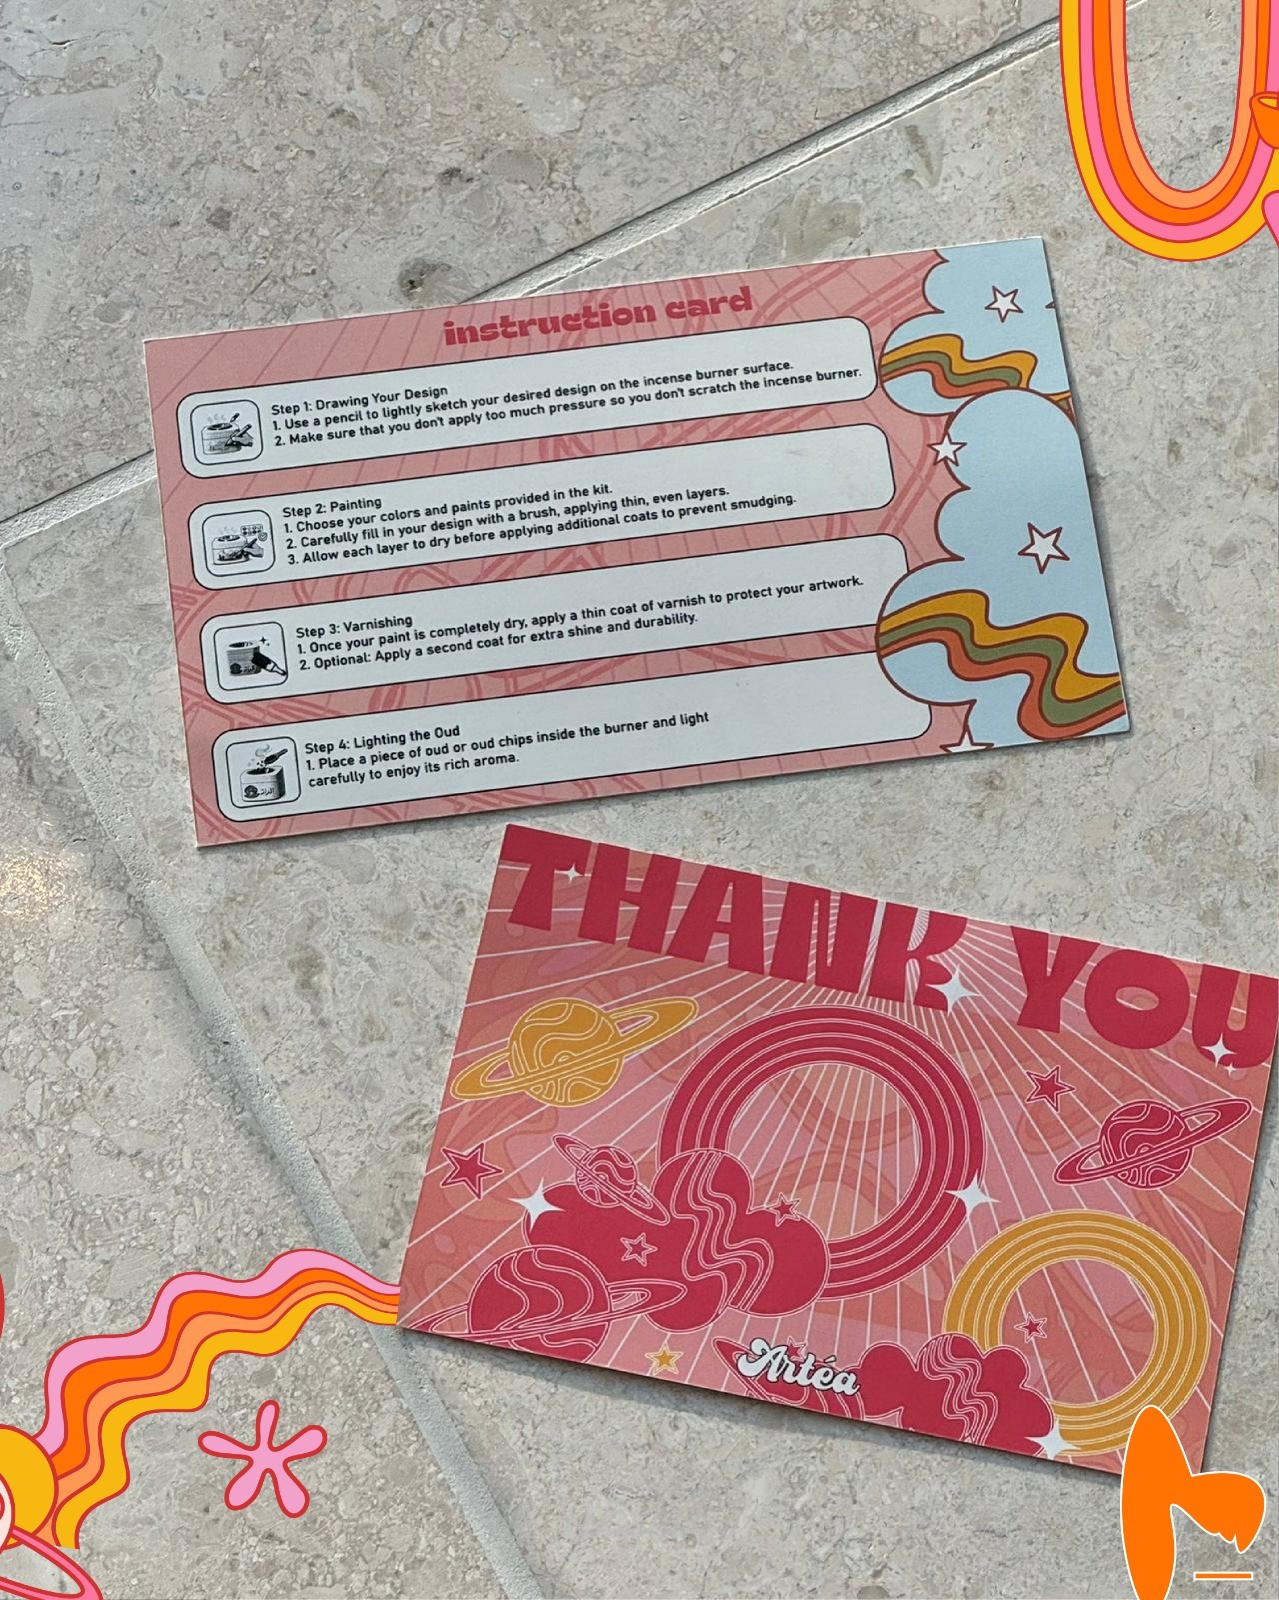 instruction card
Step 1: Drawing Your Design
1. Use a pencil to lightly sketch your desired design on the incense burner surface.
2. Make sure that you don't apply too much pressure so you don't scratch the incense burner.
Step 2: Painting
1. Choose your colors and paints provided in the kit.
2. Carefully fill in your design with a brush, applying thin, even layers.
3. Allow each layer to dry before applying additional coats to prevent smudging.
Step 3: Varnishing
1. Once your paint is completely dry, apply a thin coat of varnish to protect your artwork.
2. Optional: Apply a second coat for extra shine and durability.
Step 4: Lighting the Oud
1. Place a piece of oud or oud chips inside the burner and light
carefully to enjoy its rich aroma.
THANK YOU
Artéa